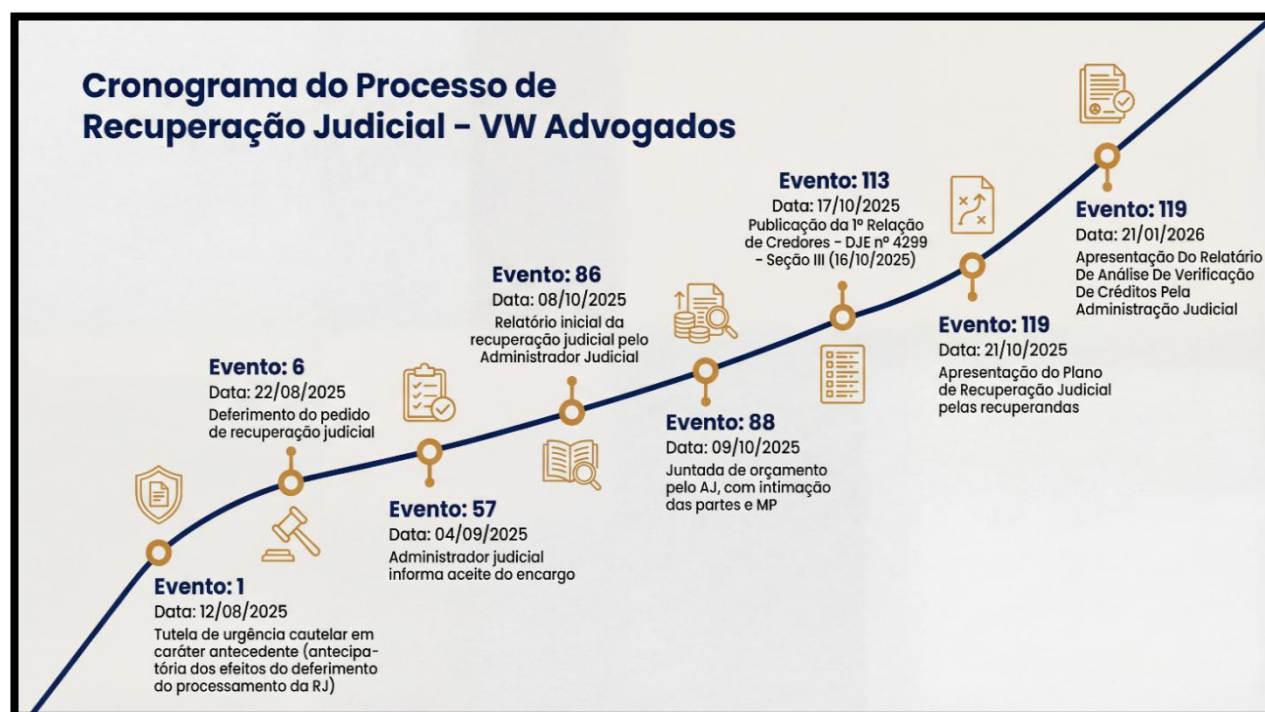 Cronograma do Processo de
Recuperação Judicial – VW Advogados
Evento: 1
Data: 12/08/2025
Tutela de urgência cautelar em
caráter antecedente (antecipa-
tória dos efeitos do deferimento
do processamento da RJ)
Evento: 6
Data: 22/08/2025
Deferimento do pedido
de recuperação judicial
Evento: 57
Data: 04/09/2025
Administrador judicial
informa aceite do encargo
Evento: 86
Data: 08/10/2025
Relatório inicial da
recuperação judicial pelo
Administrador Judicial
Evento: 88
Data: 09/10/2025
Juntada de orçamento
pelo AJ, com intimação
das partes e MP
Evento: 113
Data: 17/10/2025
Publicação da 1º Relação
de Credores - DJE nº 4299
- Seção III (16/10/2025)
Evento: 119
Data: 21/10/2025
Apresentação do Plano
de Recuperação Judicial
pelas recuperandas
Evento: 119
Data: 21/01/2026
Apresentação Do Relatário
De Análise De Verificação
De Créditos Pela
Administração Judicial